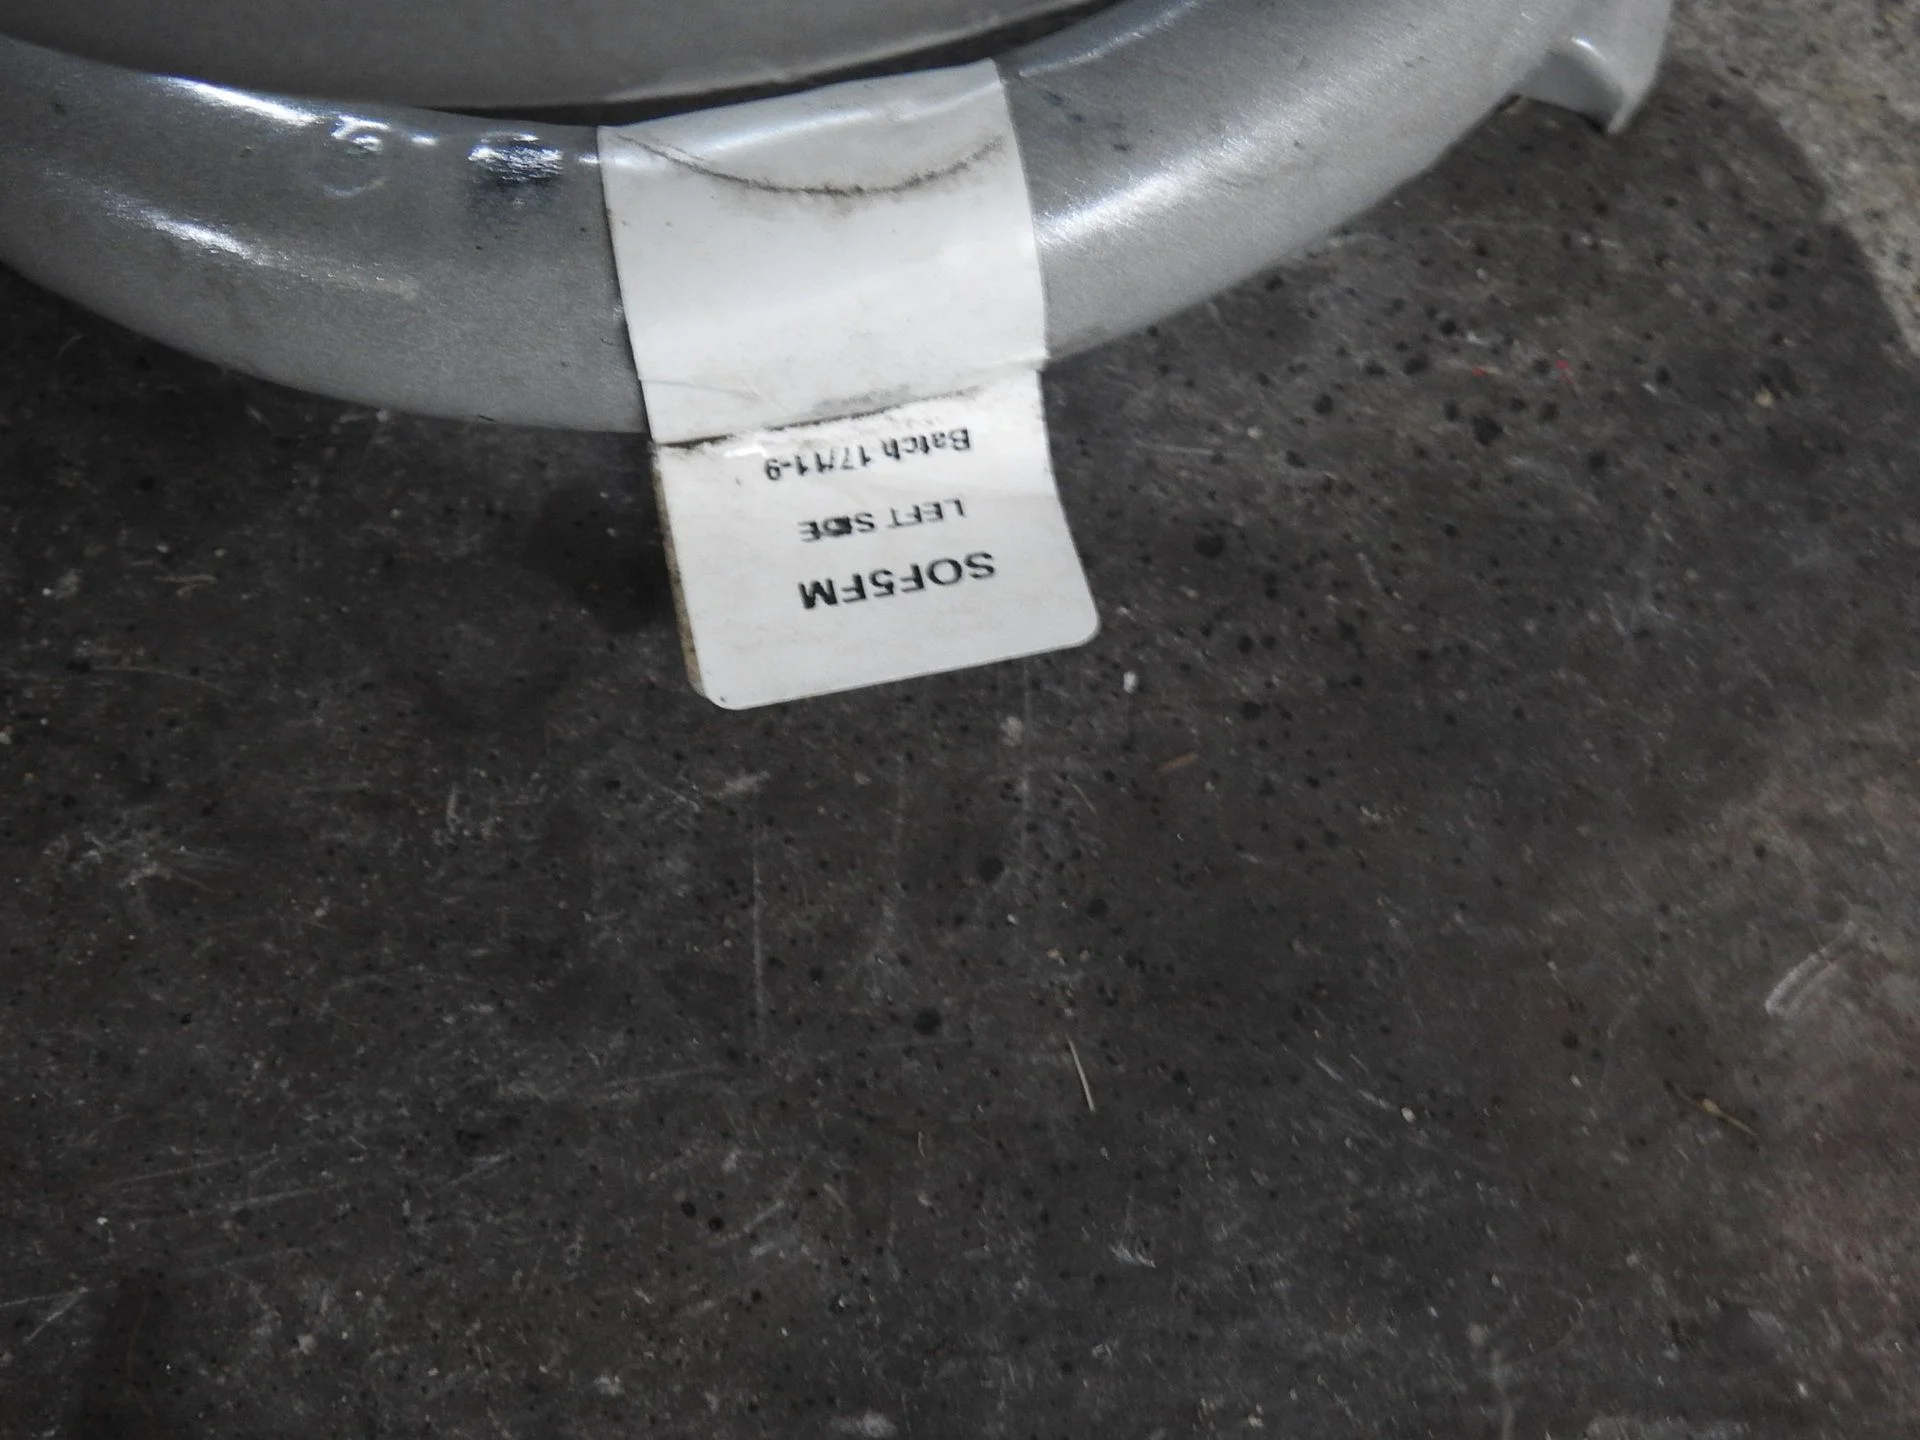 SOF5FM
LEFT SIDE
Batch 17/11-9